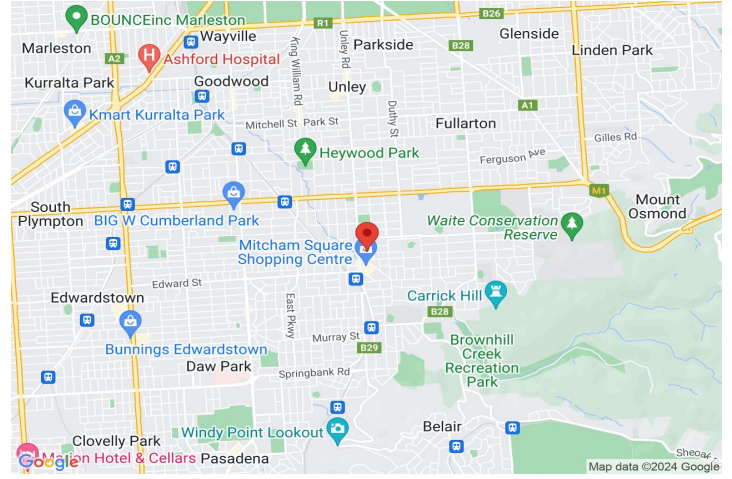 BOUNCEinc Marleston
R1
B26
Marleston
Wayville
Parkside
Glenside
A2
Unley Rd
B28
Linden Park
H
Ashford Hospital
King William Rd
Kurralta Park
Goodwood
Unley
Duthy St
A1
Kmart Kurralta Park
Mitchell St
Park St
Fullarton
Gilles Rd
Heywood Park
Ferguson Ave
M1
South
Plympton
BIG W Cumberland Park
Waite Conservation
Reserve
Mount
Osmond
Mitcham Square
Shopping Centre
Edward St
Edwardstown
Carrick Hill
East Pkwy
B28
Bunnings Edwardstown
Murray St
B29
Brownhill
Creek
Recreation
Park
Daw Park
Springbank Rd
Clovelly Park
Windy Point Lookout
Belair
Hotel & Cellars
Pasadena
Google
Map data ©2024 Google